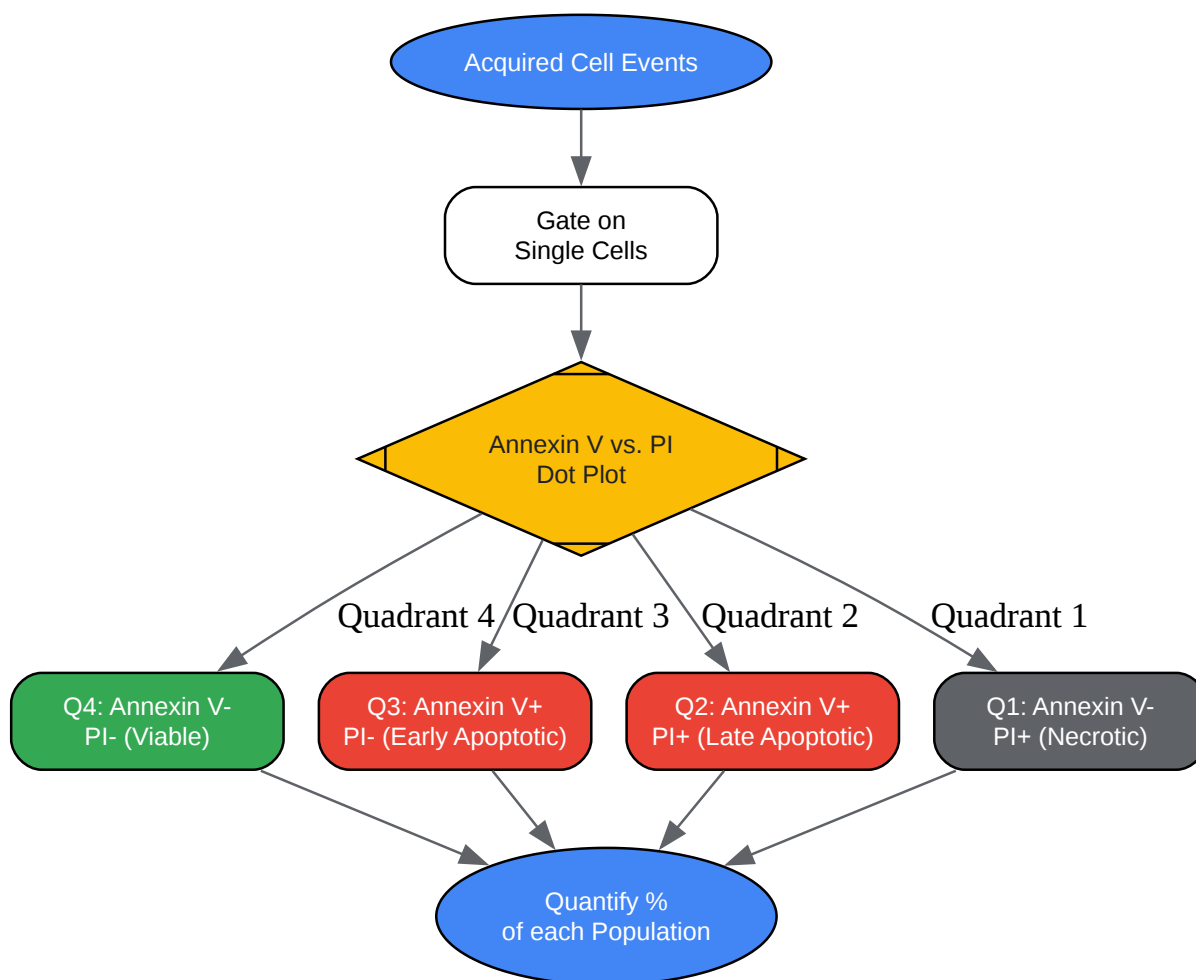 Acquired Cell Events
Gate on
Single Cells
Annexin V vs. PI
Dot Plot
Quadrant 4
Quadrant 3
Quadrant 2
Quadrant 1
Q4: Annexin V-
PI- (Viable)
Q3: Annexin V+
PI- (Early Apoptotic)
Q2: Annexin V+
PI+ (Late Apoptotic)
Q1: Annexin V-
PI+ (Necrotic)
Quantify %
of each Population